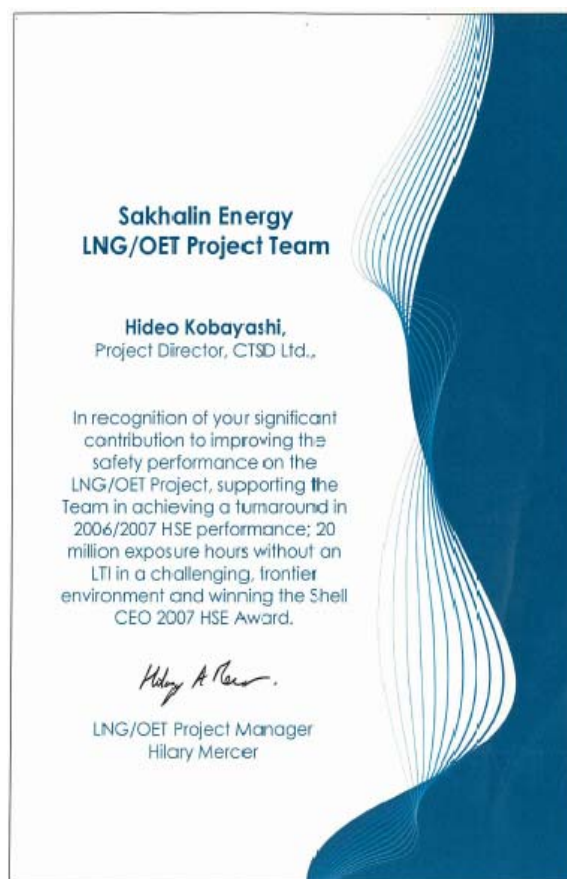 Sakhalin Energy
LNG/OET Project Team
Hideo Kobayashi,
Project Director, CTSD Ltd.,
In recognition of your significant
contribution to improving the
safety performance on the
LNG/OET Project, supporting the
Team in achieving a turnaround in
2006/2007 HSE performance; 20
million exposure hours without an
LTI in a challenging, frontier
environment and winning the Shell
CEO 2007 HSE Award.
Hilary A Mercer.
LNG/OET Project Manager
Hilary Mercer